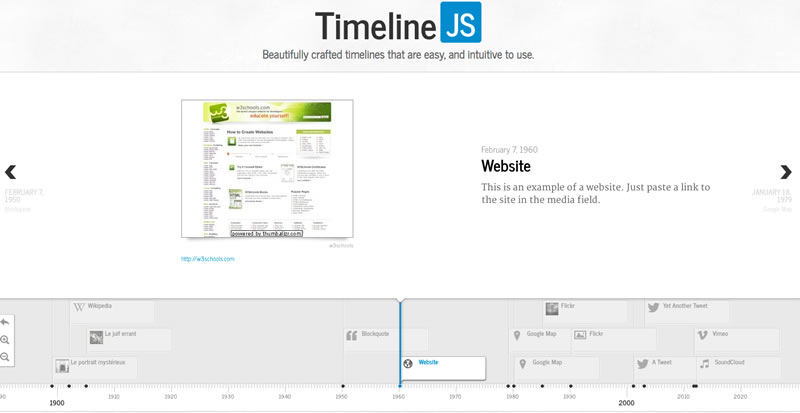 Timeline JS
Beautifully crafted timelines that are easy, and intuitive to use.
w3schools.com
educate yourself!
How to Create Websites
powered by thumbalizr.com
w3schools
http://w3schools.com
February 7, 1960
Website
This is an example of a website. Just paste a link to
the site in the media field.
FEBRUARY 7,
1950
Blockquote
JANUARY 18,
1979
Google Map
Wikipedia
Flickr
Yet Another Tweet
Le juif errant
Blockquote
Google Map
Flickr
Vimeo
Le portrait mystérieux
Website
Google Map
A Tweet
SoundCloud
90
1900
1910
1920
1930
1940
1950
1960
1970
1980
1990
2000
2010
2020